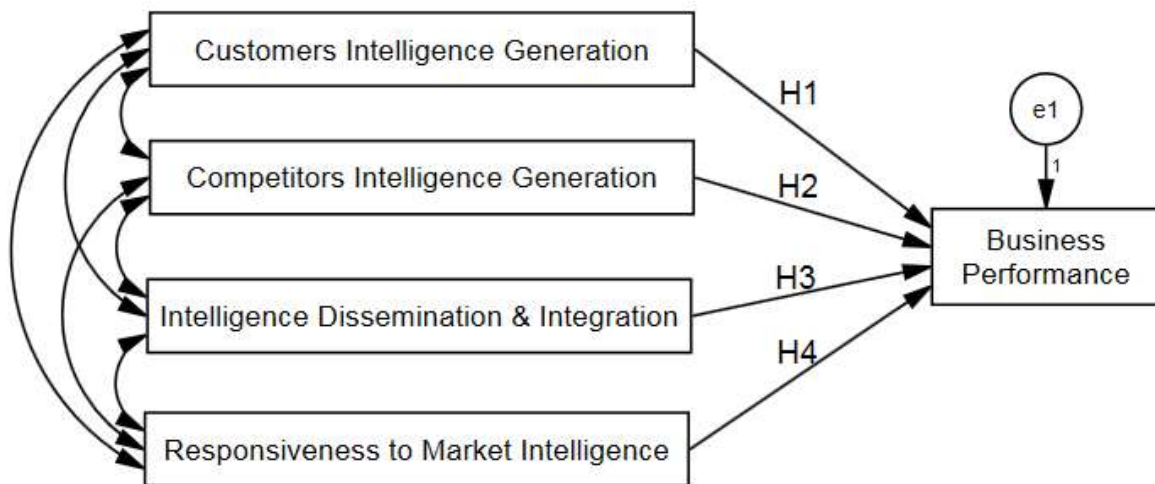 Customers Intelligence Generation
H1
e1
1
Competitors Intelligence Generation
H2
Business
Performance
Intelligence Dissemination & Integration
H3
H4
Responsiveness to Market Intelligence